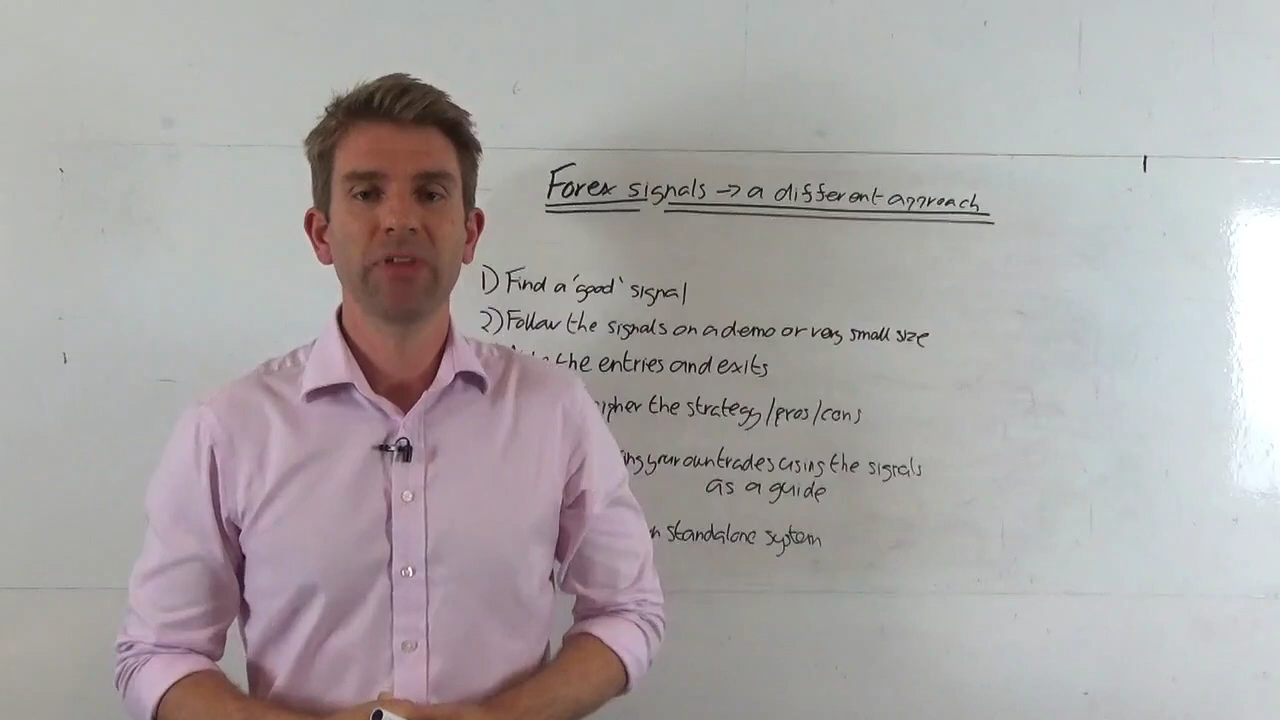 Forex signals → a different approach
1) Find a 'good' signal
2) Follow the signals on a demo or very small size
the entries and exits
the strategy/pros/cons
your own trades using the signals
as a guide
standalone system